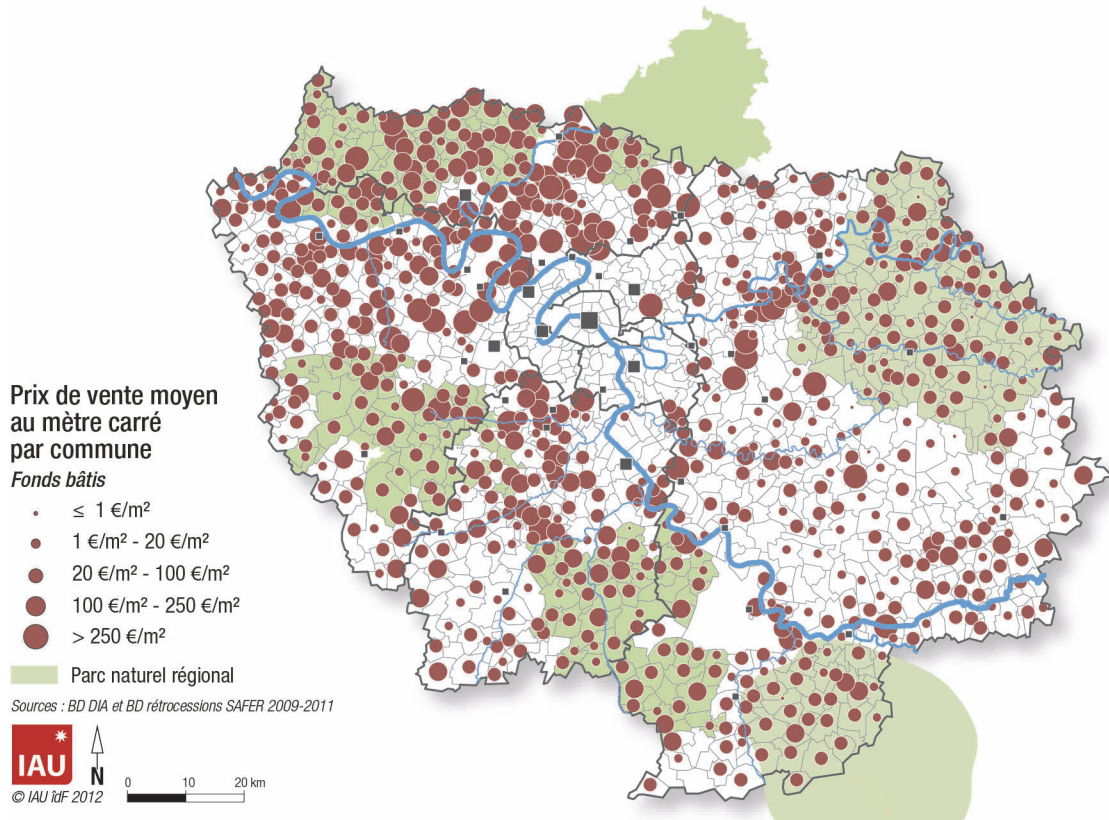 Prix de vente moyen
au mètre carré
par commune
Fonds bâtis
≤ 1 €/m²
1 €/m² - 20 €/m²
20 €/m² - 100 €/m²
100 €/m² - 250 €/m²
> 250 €/m²
Parc naturel régional
Sources : BD DIA et BD rétrocessions SAFER 2009-2011
IAU
N
0 10 20 km
© IAU îdF 2012